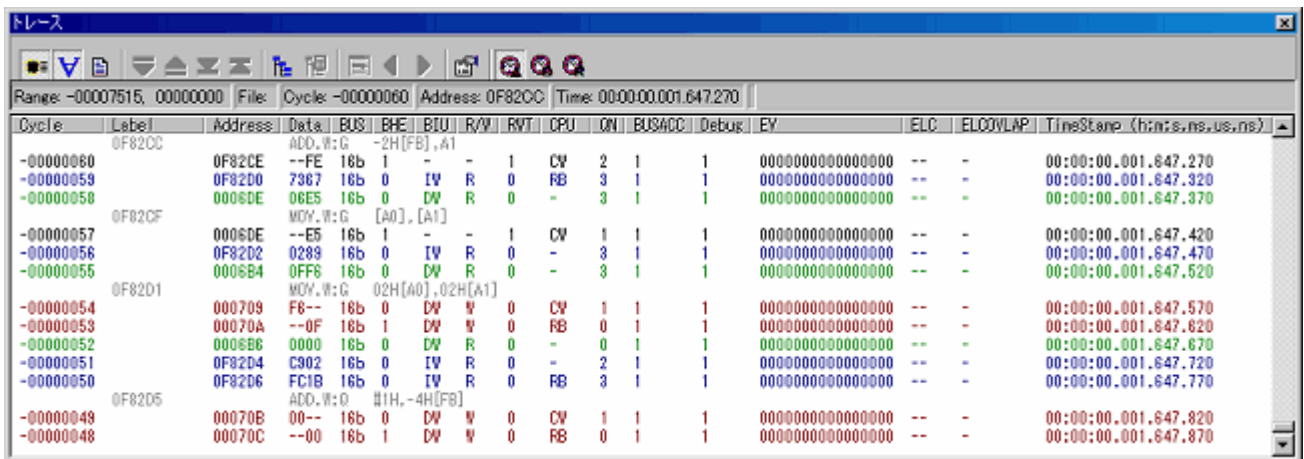 トレース
Range: -00007515, 00000000 File: Cycle: -00000060 Address: 0F82CC Time: 00:00:00.001.647.270
Cycle Label Address Data BUS BHE BIU R/W RWT CPU QN BUSACC Debug EV ELC ELCOVLAP TimeStamp (h:m:s.ms.us.ns)
0F82CC ADD.W:G -2H[FB],A1
-00000060 0F82CE --FE 16b 1 - - 1 CW 2 1 1 0000000000000000 -- - 00:00:00.001.647.270
-00000059 0F82D0 7367 16b 0 IW R 0 RB 3 1 1 0000000000000000 -- - 00:00:00.001.647.320
-00000058 0006DE 06E5 16b 0 DW R 0 - 3 1 1 0000000000000000 -- - 00:00:00.001.647.370
0F82CF MOV.W:G [A0],[A1]
-00000057 0006DE --E5 16b 1 - - 1 CW 1 1 1 0000000000000000 -- - 00:00:00.001.647.420
-00000056 0F82D2 0289 16b 0 IW R 0 - 3 1 1 0000000000000000 -- - 00:00:00.001.647.470
-00000055 0006B4 0FF6 16b 0 DW R 0 - 3 1 1 0000000000000000 -- - 00:00:00.001.647.520
0F82D1 MOV.W:G 02H[A0],02H[A1]
-00000054 000709 F6-- 16b 0 DW W 0 CW 1 1 1 0000000000000000 -- - 00:00:00.001.647.570
-00000053 00070A --0F 16b 1 DW W 0 RB 0 1 1 0000000000000000 -- - 00:00:00.001.647.620
-00000052 0006B6 0000 16b 0 DW R 0 - 0 1 1 0000000000000000 -- - 00:00:00.001.647.670
-00000051 0F82D4 C902 16b 0 IW R 0 - 2 1 1 0000000000000000 -- - 00:00:00.001.647.720
-00000050 0F82D6 FC1B 16b 0 IW R 0 RB 3 1 1 0000000000000000 -- - 00:00:00.001.647.770
0F82D5 ADD.W:Q #1H,-4H[FB]
-00000049 00070B 00-- 16b 0 DW W 0 CW 1 1 1 0000000000000000 -- - 00:00:00.001.647.820
-00000048 00070C --00 16b 1 DW W 0 RB 0 1 1 0000000000000000 -- - 00:00:00.001.647.870